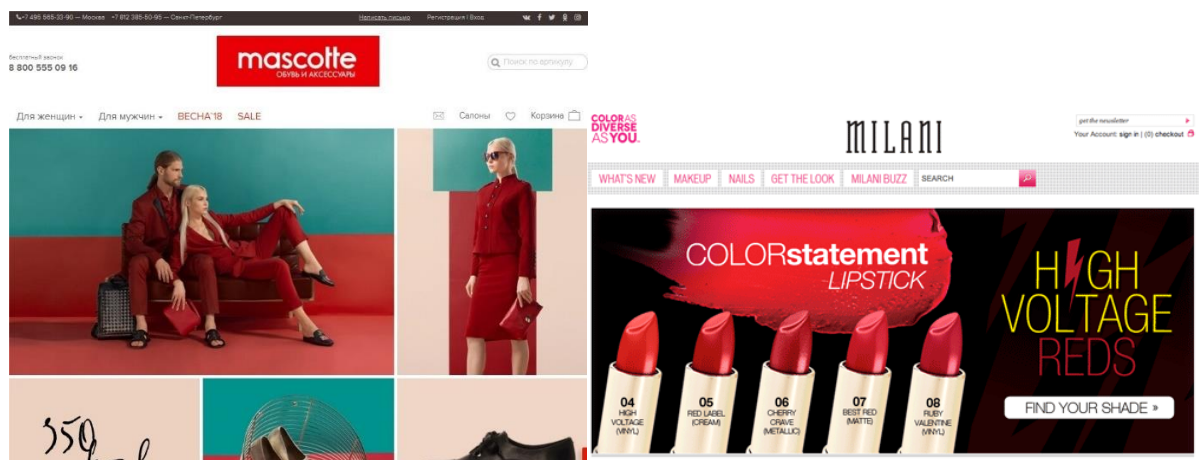 +7 495 565-33-90 — Москва +7 812 385-50-95 — Санкт-Петербург
Написать письмо
Регистрация | Вход
бесплатный звонок
8 800 555 09 16
mascotte
ОБУВЬ И АКСЕССУАРЫ
Поиск по артикулу
Для женщин
Для мужчин
ВЕСНА'18
SALE
Салоны
Корзина
350
COLOR AS
DIVERSE
AS YOU.
MILANI
get the newsletter
Your Account: sign in | (0) checkout
WHAT'S NEW
MAKEUP
NAILS
GET THE LOOK
MILANI BUZZ
SEARCH
COLORstatement
LIPSTICK
HIGH
VOLTAGE
REDS
04
HIGH
VOLTAGE
(VINYL)
05
RED LABEL
(CREAM)
06
CHERRY
CRAVE
(METALLIC)
07
BEST RED
(MATTE)
08
RUBY
VALENTINE
(VINYL)
FIND YOUR SHADE »